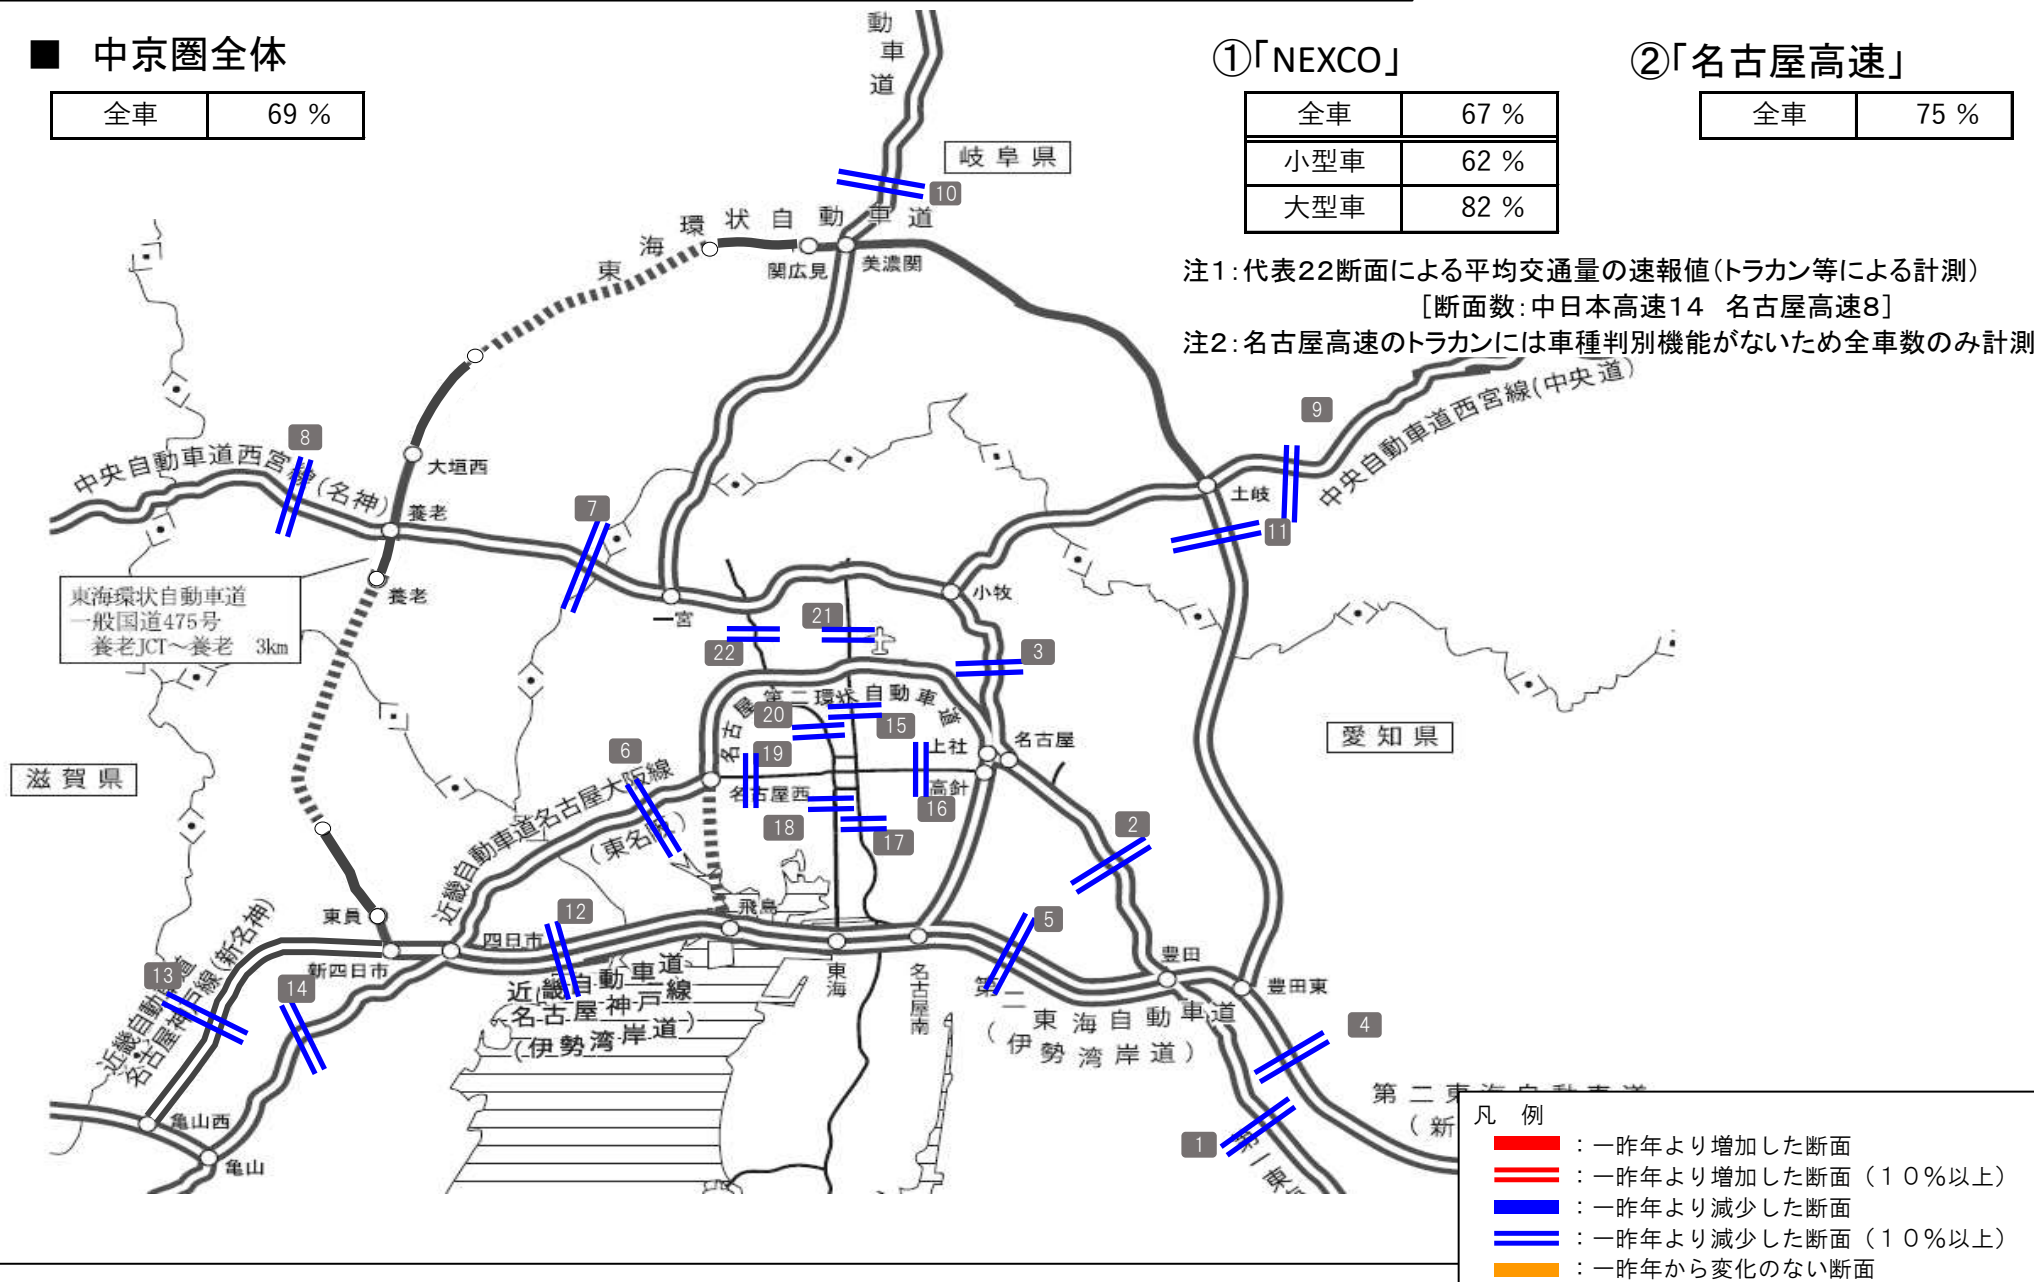 ■ 中京圏全体
全車 69 %
①「NEXCO」
全車 67 %
小型車 62 %
大型車 82 %
②「名古屋高速」
全車 75 %
注1：代表22断面による平均交通量の速報値（トラカン等による計測）
［断面数：中日本高速14 名古屋高速8］
注2：名古屋高速のトラカンには車種判別機能がないため全車数のみ計測
動車道
岐阜県
10
東海環状自動車道
関広見
美濃関
9
中央自動車道西宮線(中央道)
8
中央自動車道西宮線(名神)
大垣西
養老
7
土岐
11
養老
東海環状自動車道
一般国道475号
養老JCT～養老 3km
一宮
小牧
21
22
3
名古屋第二環状自動車道
20
15
19
上社
名古屋
愛知県
滋賀県
6
近畿自動車道名古屋大阪線
(東名阪)
名古屋西
高針
16
18
17
2
東員
飛島
12
四日市
5
新四日市
13
14
近畿自動車道
名古屋神戸線(新名神)
近畿自動車道
名古屋神戸線
(伊勢湾岸道)
東海
名古屋南
豊田
豊田東
第二東海自動車道
(伊勢湾岸道)
4
亀山西
亀山
1
第一東
第二東海自動車道
(新
凡 例
：一昨年より増加した断面
：一昨年より増加した断面（１０％以上）
：一昨年より減少した断面
：一昨年より減少した断面（１０％以上）
：一昨年から変化のない断面